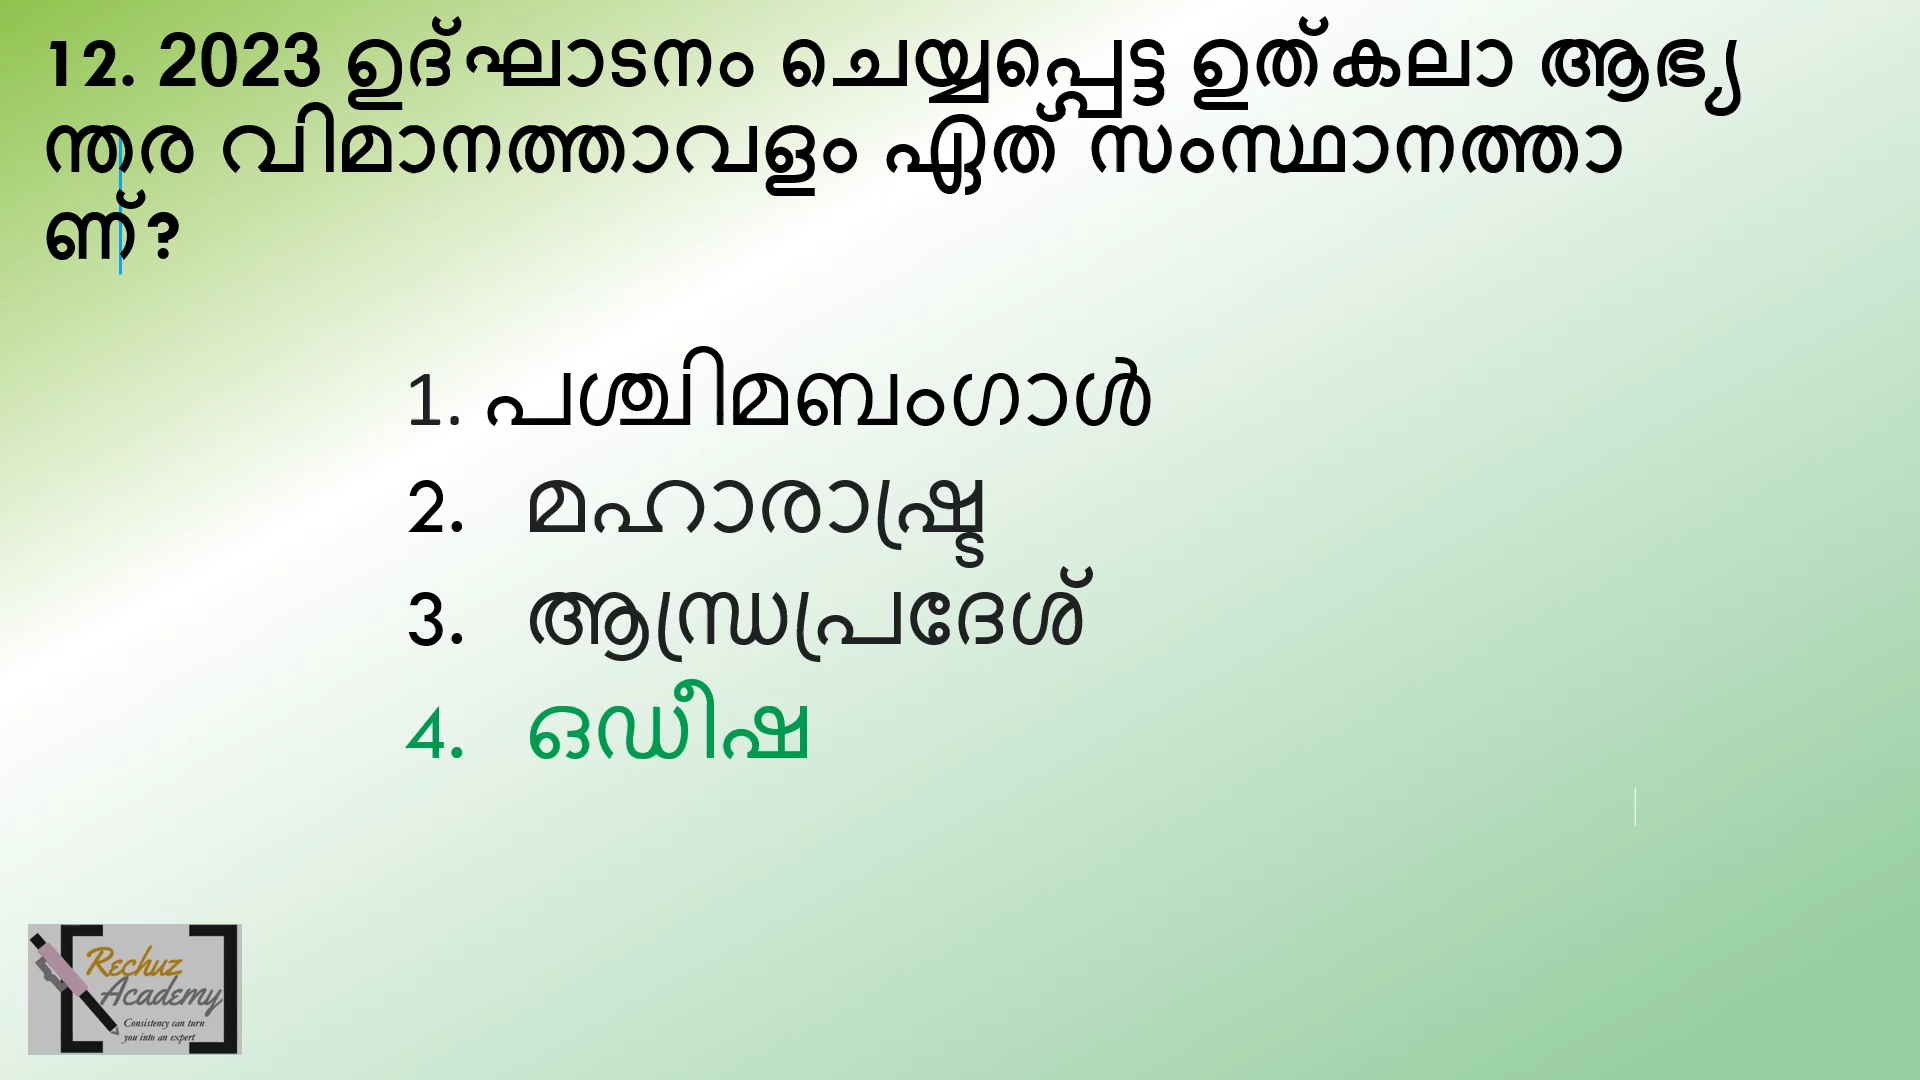 12. 2023 ഉദ്ഘാടനം ചെയ്യപ്പെട്ട ഉത്കലാ ആഭ്യ
ന്തര വിമാനത്താവളം ഏത് സംസ്ഥാനത്താ
ണ്?
1. പശ്ചിമബംഗാൾ
2. മഹാരാഷ്ട്ര
3. ആന്ധ്രപ്രദേശ്
4. ഒഡീഷ
Rechuz
Academy
Consistency can turn
you into an expert